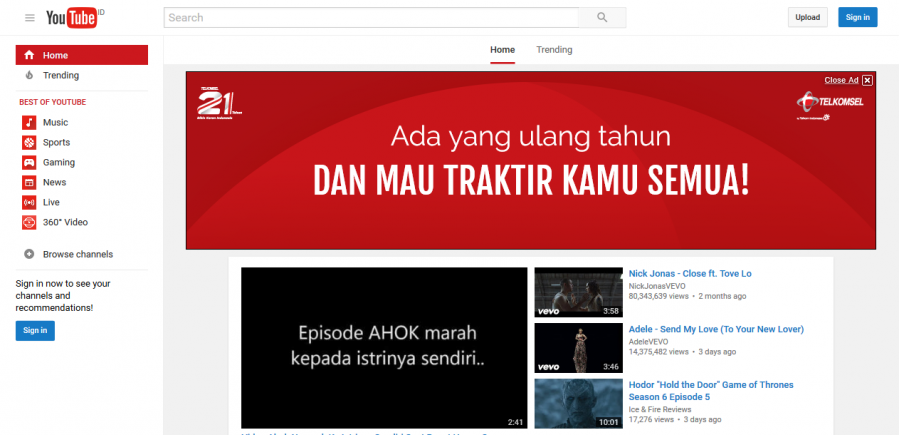 YouTube ID
Search
Upload
Sign in
Home
Trending
Home
Trending
BEST OF YOUTUBE
Music
Sports
Gaming
News
Live
360° Video
Browse channels
Sign in now to see your
channels and
recommendations!
Sign in
Close Ad X
TELKOMSEL
21
TELKOMSEL
Ada yang ulang tahun
DAN MAU TRAKTIR KAMU SEMUA!
Episode AHOK marah
kepada istrinya sendiri..
2:41
vevo
3:58
Nick Jonas - Close ft. Tove Lo
NickJonasVEVO
80,343,639 views • 2 months ago
vevo
3:46
Adele - Send My Love (To Your New Lover)
AdeleVEVO
14,375,482 views • 3 days ago
10:01
Hodor "Hold the Door" Game of Thrones
Season 6 Episode 5
Ice & Fire Reviews
17,276 views • 3 days ago